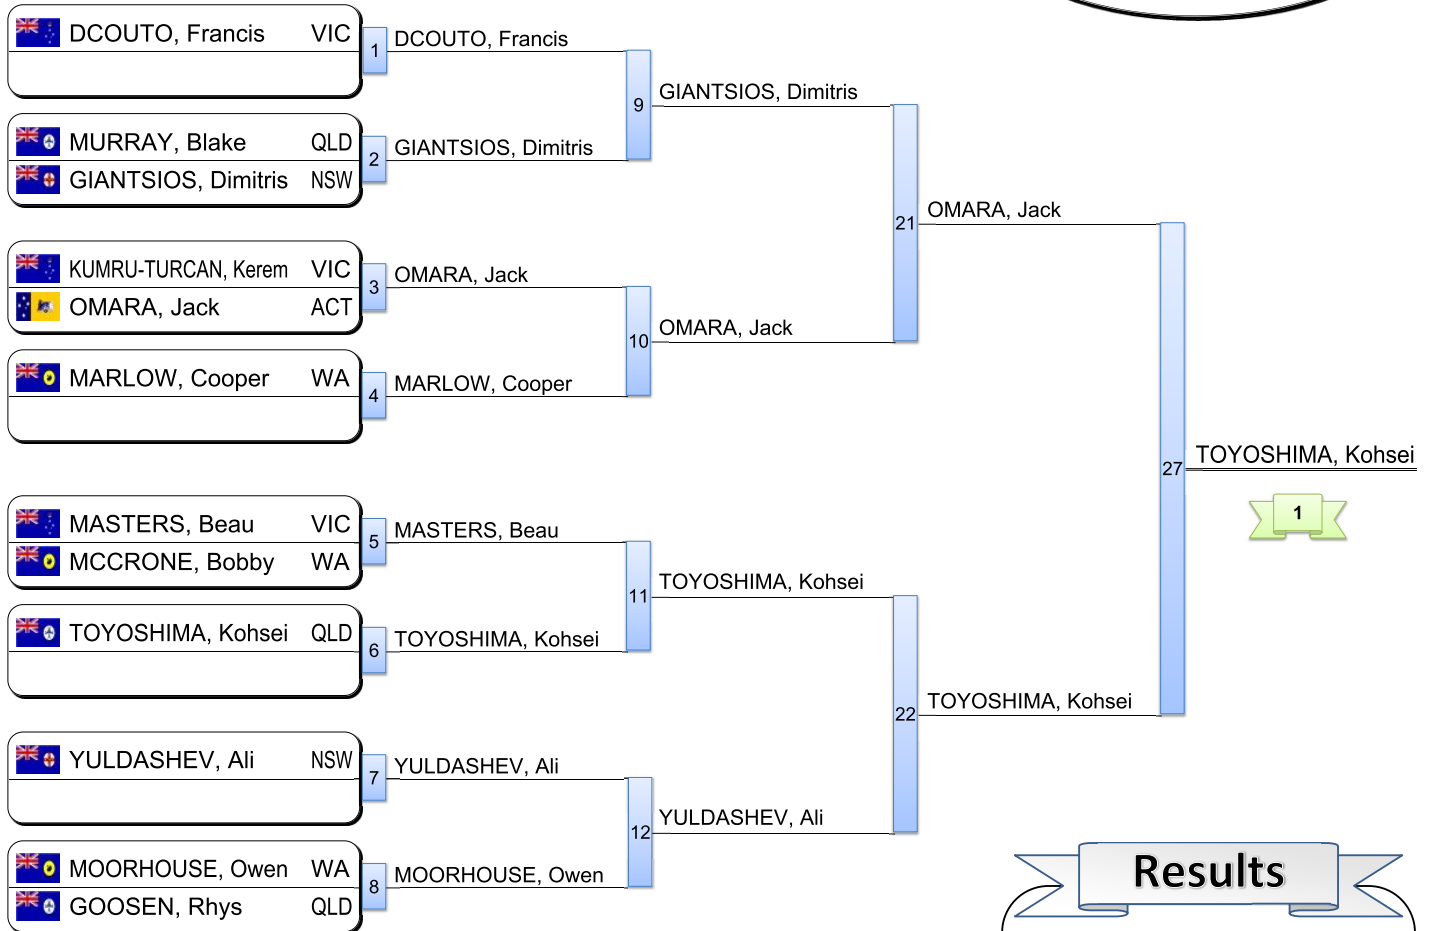 DCOUTO, Francis VIC
1
DCOUTO, Francis
MURRAY, Blake QLD
GIANTSIOS, Dimitris NSW
2
GIANTSIOS, Dimitris
9
GIANTSIOS, Dimitris
KUMRU-TURCAN, Kerem VIC
OMARA, Jack ACT
3
OMARA, Jack
MARLOW, Cooper WA
4
MARLOW, Cooper
10
OMARA, Jack
21
OMARA, Jack
MASTERS, Beau VIC
MCCRONE, Bobby WA
5
MASTERS, Beau
TOYOSHIMA, Kohsei QLD
6
TOYOSHIMA, Kohsei
11
TOYOSHIMA, Kohsei
YULDASHEV, Ali NSW
7
YULDASHEV, Ali
MOORHOUSE, Owen WA
GOOSEN, Rhys QLD
8
MOORHOUSE, Owen
12
YULDASHEV, Ali
22
TOYOSHIMA, Kohsei
27
TOYOSHIMA, Kohsei
1
Results